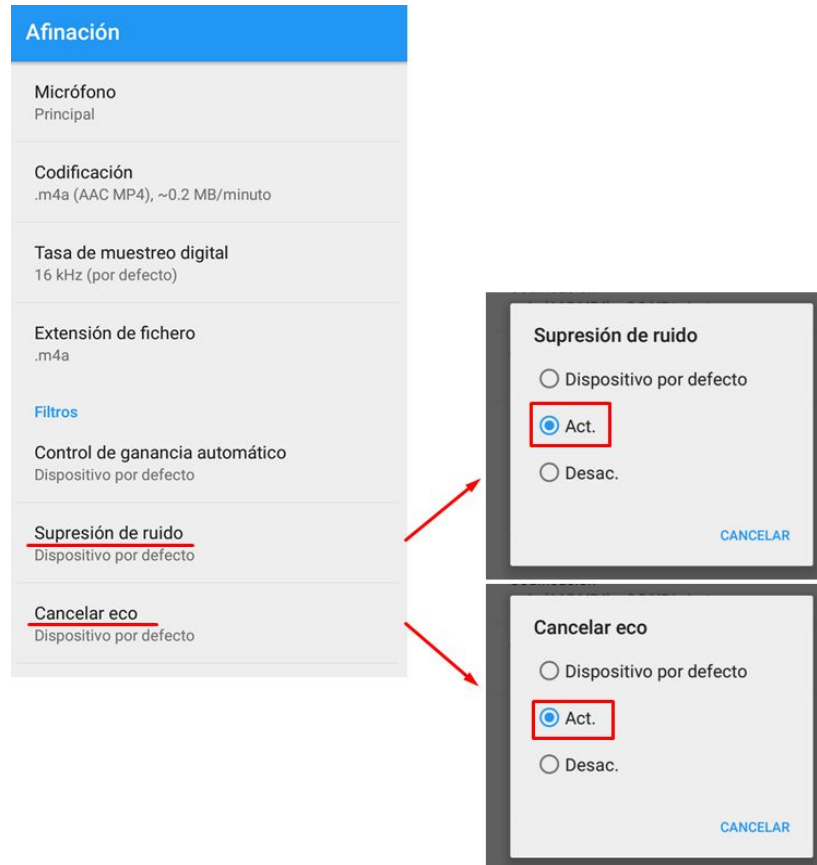 Afinación
Micrófono
Principal
Codificación
.m4a (AAC MP4), ~0.2 MB/minuto
Tasa de muestreo digital
16 kHz (por defecto)
Extensión de fichero
.m4a
Filtros
Control de ganancia automático
Dispositivo por defecto
Supresión de ruido
Dispositivo por defecto
Cancelar eco
Dispositivo por defecto
Supresión de ruido
Dispositivo por defecto
Act.
Desac.
CANCELAR
Cancelar eco
Dispositivo por defecto
Act.
Desac.
CANCELAR